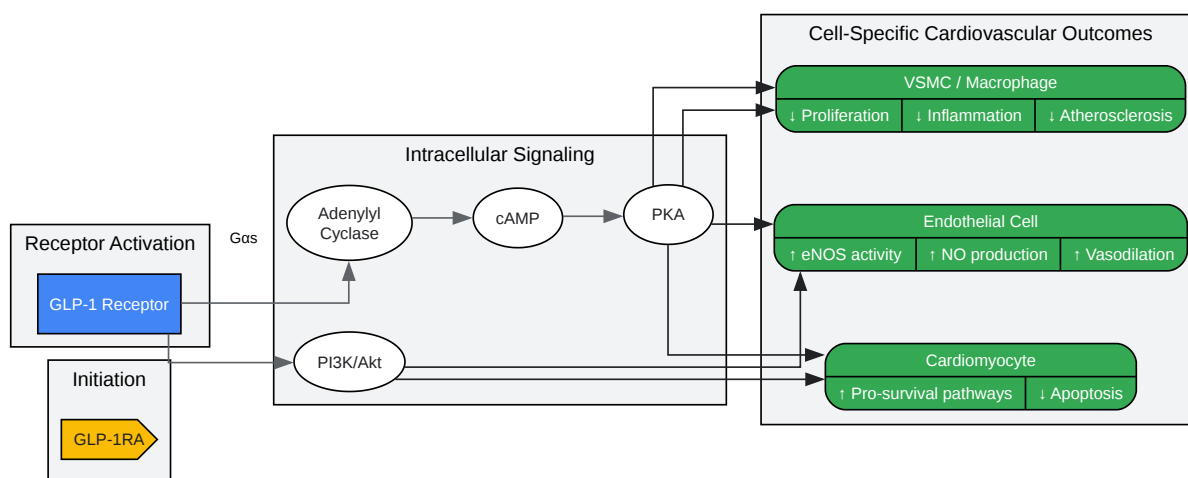 Cell-Specific Cardiovascular Outcomes
VSMC / Macrophage
↓ Proliferation
↓ Inflammation
↓ Atherosclerosis
Intracellular Signaling
Adenylyl
Cyclase
cAMP
PKA
Endothelial Cell
↑ eNOS activity
↑ NO production
↑ Vasodilation
Receptor Activation
Gαs
GLP-1 Receptor
PI3K/Akt
Cardiomyocyte
↑ Pro-survival pathways
↓ Apoptosis
Initiation
GLP-1RA